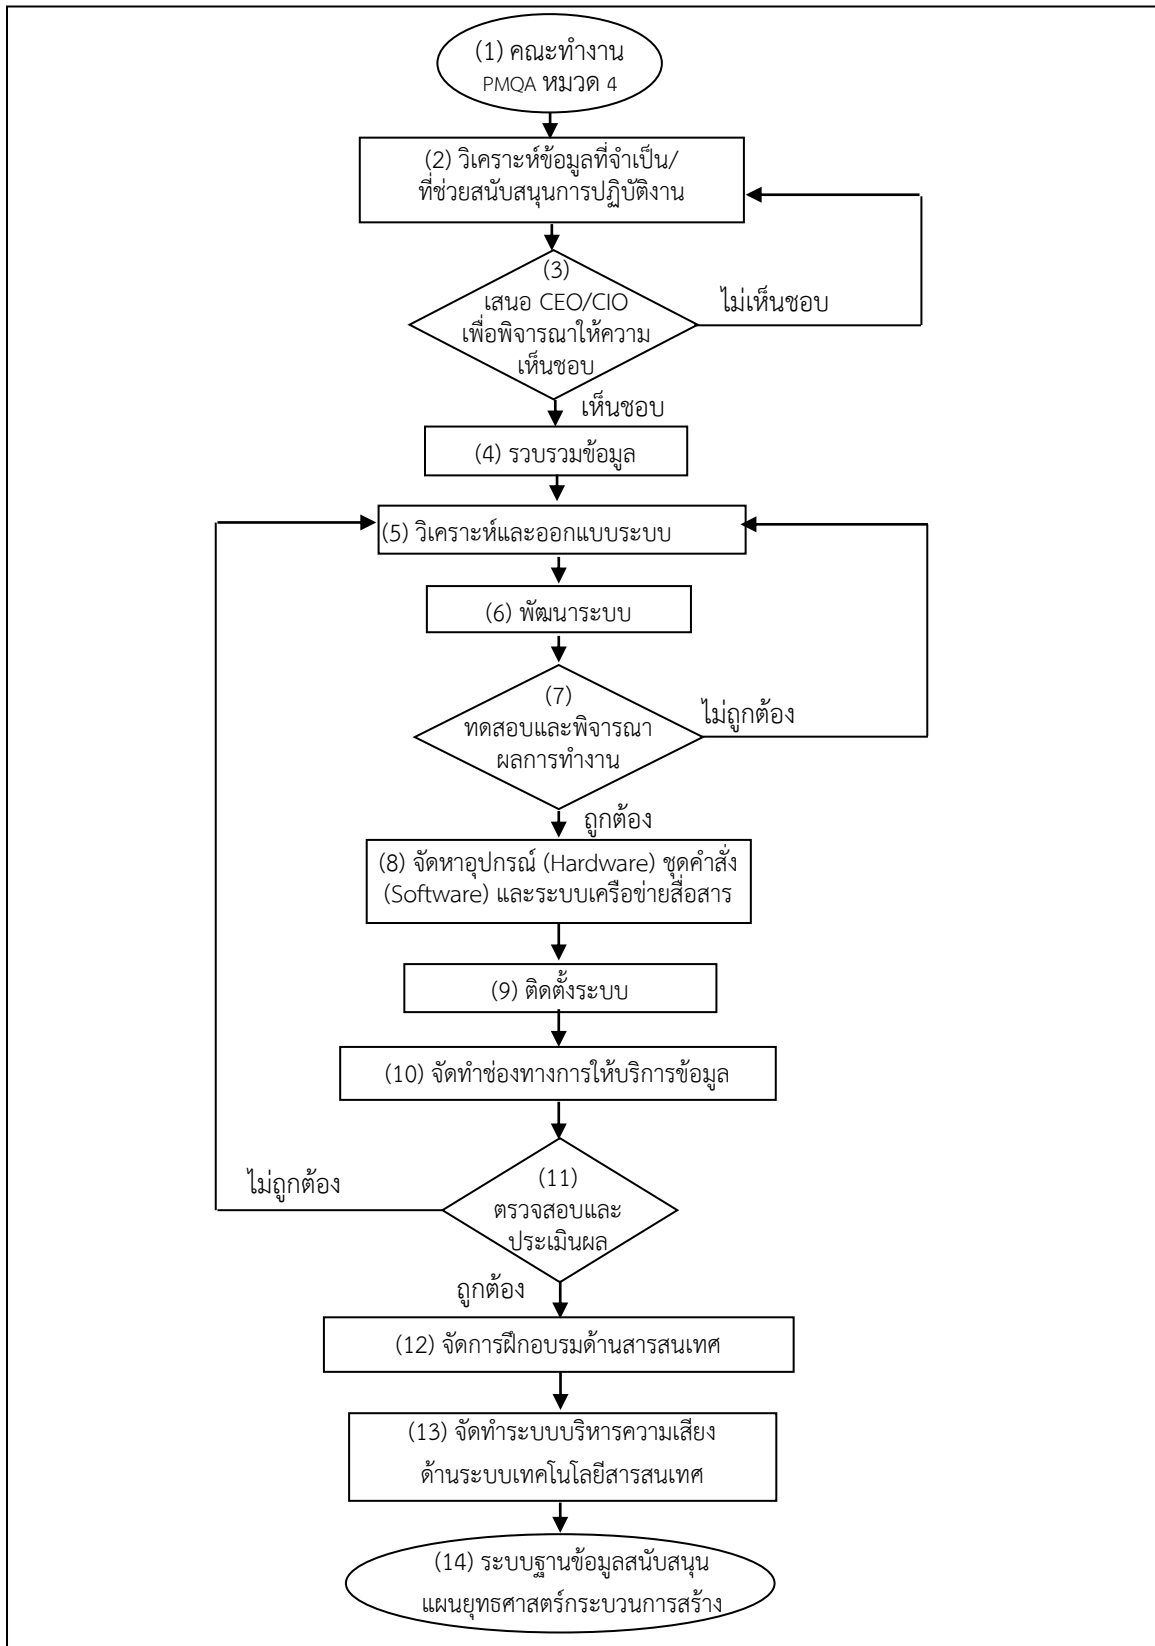 (1) คณะทำงาน
PMQA หมวด 4
(2) วิเคราะห์ข้อมูลที่จำเป็น/
ที่ช่วยสนับสนุนการปฏิบัติงาน
(3)
เสนอ CEO/CIO
เพื่อพิจารณาให้ความ
เห็นชอบ
ไม่เห็นชอบ
เห็นชอบ
(4) รวบรวมข้อมูล
(5) วิเคราะห์และออกแบบระบบ
(6) พัฒนาระบบ
(7)
ทดสอบและพิจารณา
ผลการทำงาน
ไม่ถูกต้อง
ถูกต้อง
(8) จัดหาอุปกรณ์ (Hardware) ชุดคำสั่ง
(Software) และระบบเครือข่ายสื่อสาร
(9) ติดตั้งระบบ
(10) จัดทำช่องทางการให้บริการข้อมูล
(11)
ตรวจสอบและ
ประเมินผล
ไม่ถูกต้อง
ถูกต้อง
(12) จัดการฝึกอบรมด้านสารสนเทศ
(13) จัดทำระบบบริหารความเสี่ยง
ด้านระบบเทคโนโลยีสารสนเทศ
(14) ระบบฐานข้อมูลสนับสนุน
แผนยุทธศาสตร์กระบวนการสร้าง